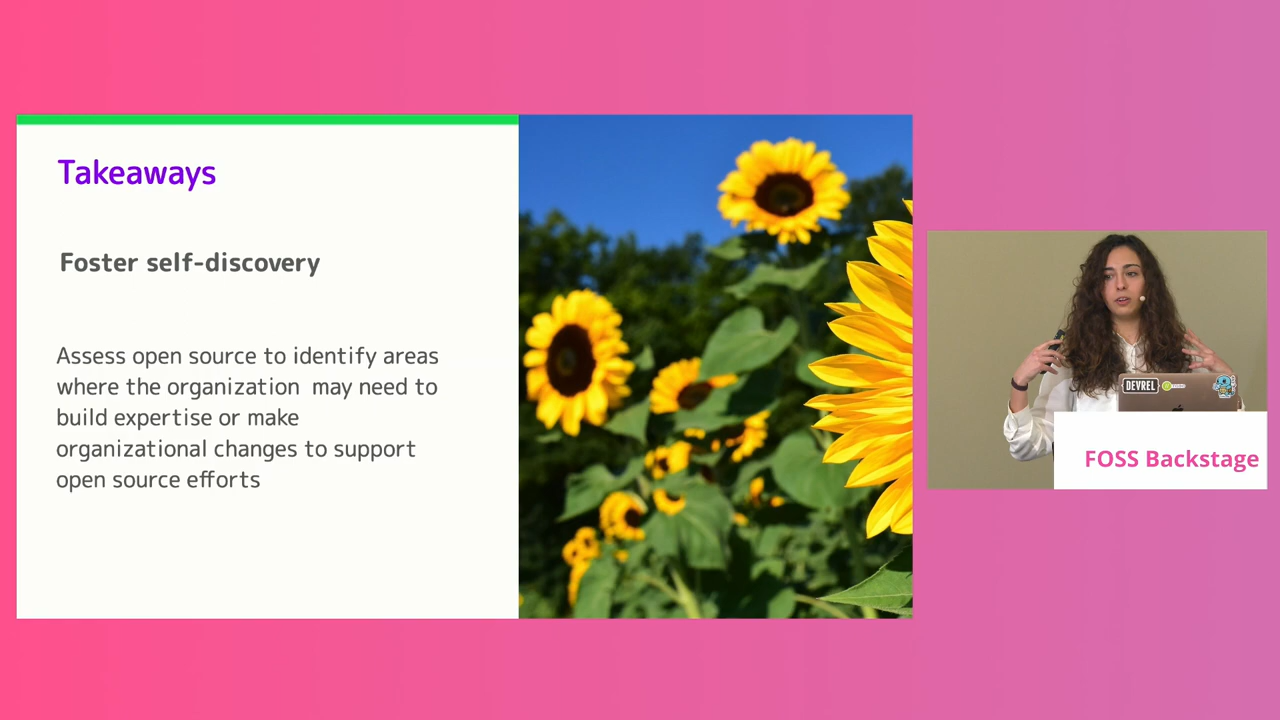 Takeaways
Foster self-discovery
Assess open source to identify areas
where the organization may need to
build expertise or make
organizational changes to support
open source efforts
DEVREL
FOSS Backstage